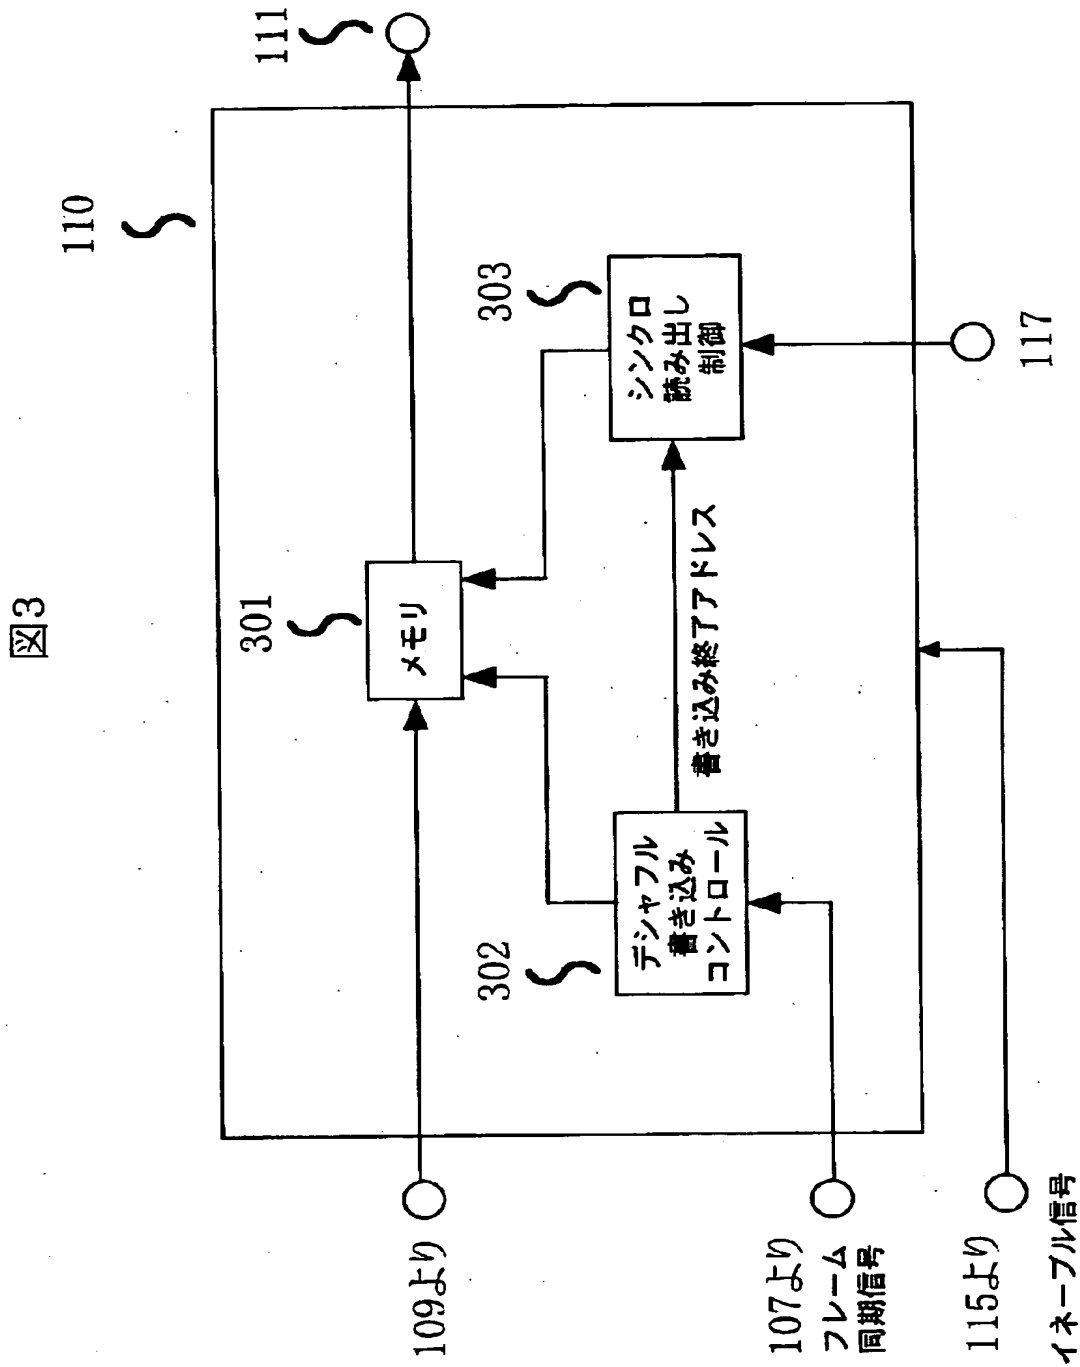 図3
110
111
301
メモリ
303
シンクロ
読み出し
制御
302
デシャフル
書き込み
コントロール
書き込み終了アドレス
117
109より
107より
フレーム
同期信号
115より
イネーブル信号